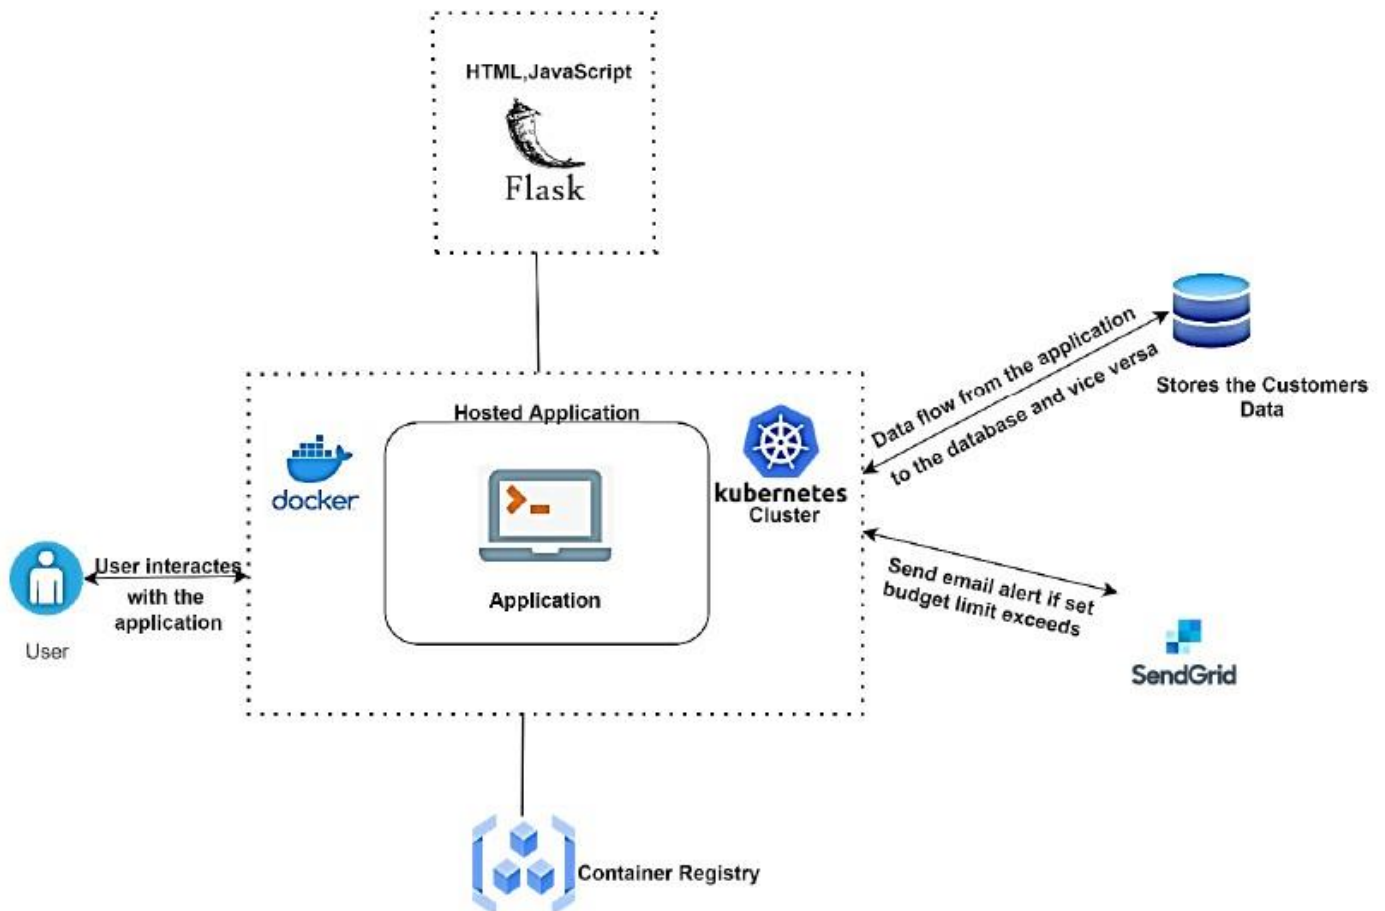 HTML,JavaScript
Flask
Hosted Application
docker
kubernetes
Cluster
Application
User interactes
with the
application
User
Data flow from the application
to the database and vice versa
Stores the Customers
Data
Send email alert if set
budget limit exceeds
SendGrid
Container Registry